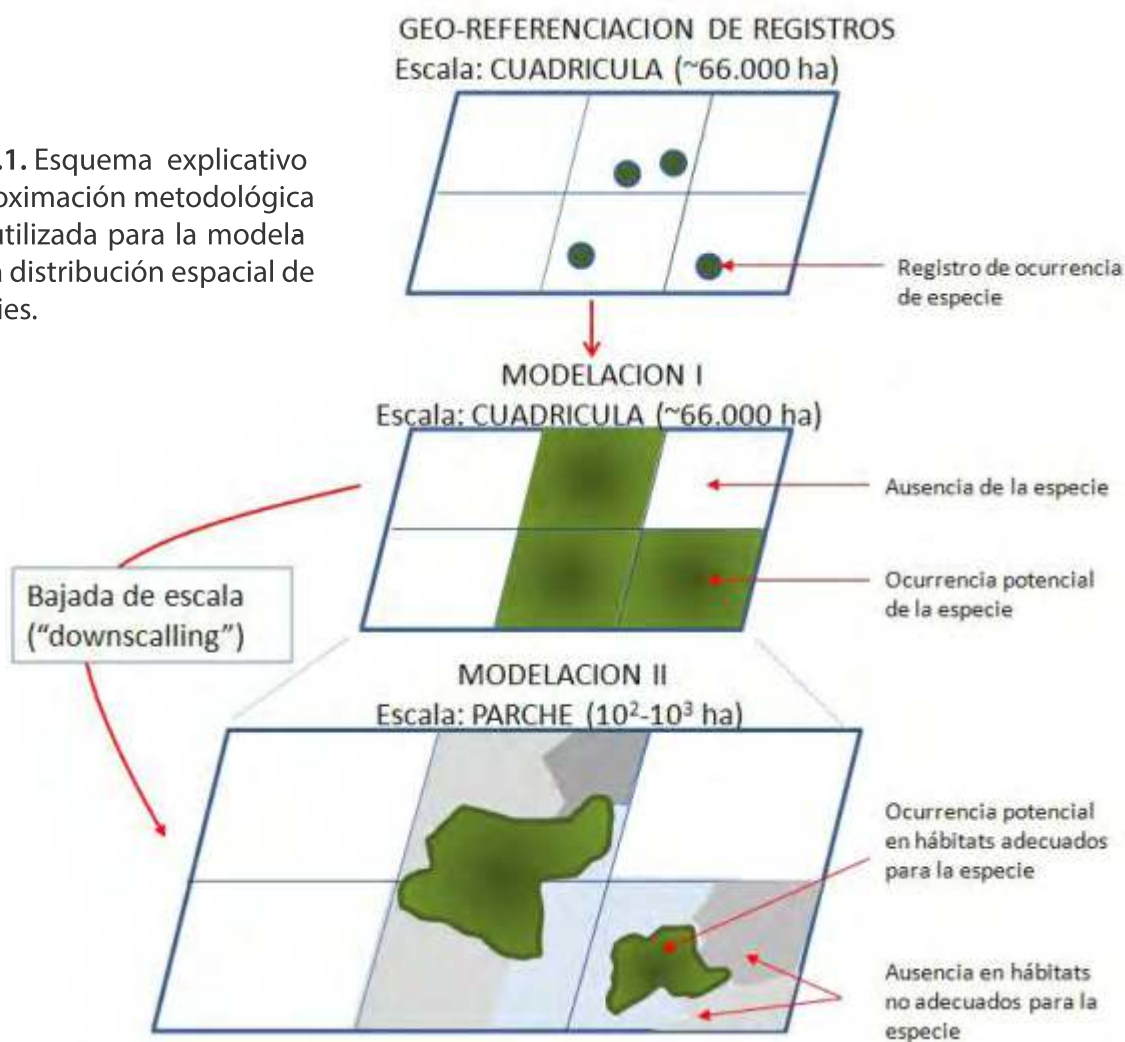 GEO-REFERENCIACION DE REGISTROS
Escala: CUADRICULA (~66.000 ha)
.1. Esquema explicativo
oximación metodológica
utilizada para la modela
a distribución espacial de
ies.
Registro de ocurrencia
de especie
MODELACION I
Escala: CUADRICULA (~66.000 ha)
Ausencia de la especie
Ocurrencia potencial
de la especie
Bajada de escala
("downscalling")
MODELACION II
Escala: PARCHE (10²-10³ ha)
Ocurrencia potencial
en hábitats adecuados
para la especie
Ausencia en hábitats
no adecuados para la
especie